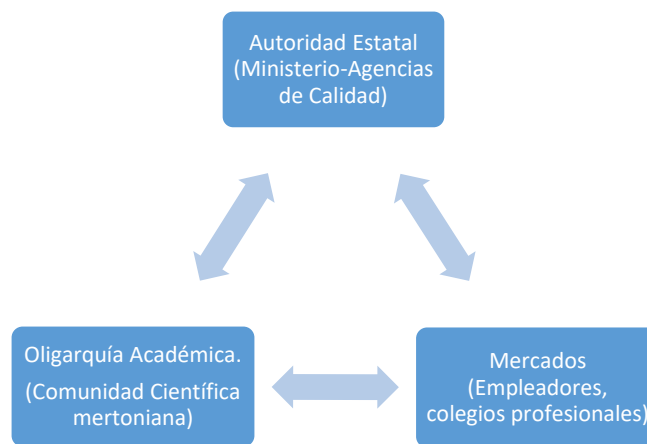 Autoridad Estatal
(Ministerio-Agencias
de Calidad)
Oligarquía Académica.
(Comunidad Científica
mertoniana)
Mercados
(Empleadores,
colegios profesionales)